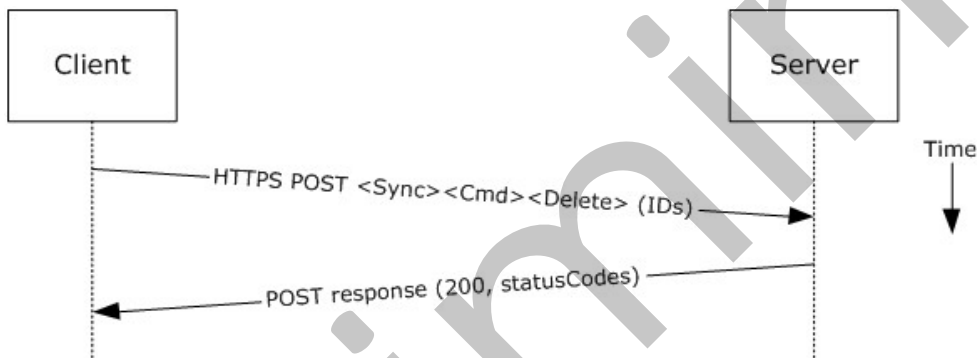 Client
Server
Time
HTTPS POST <Sync><Cmd><Delete> (IDs)
POST response (200, statusCodes)